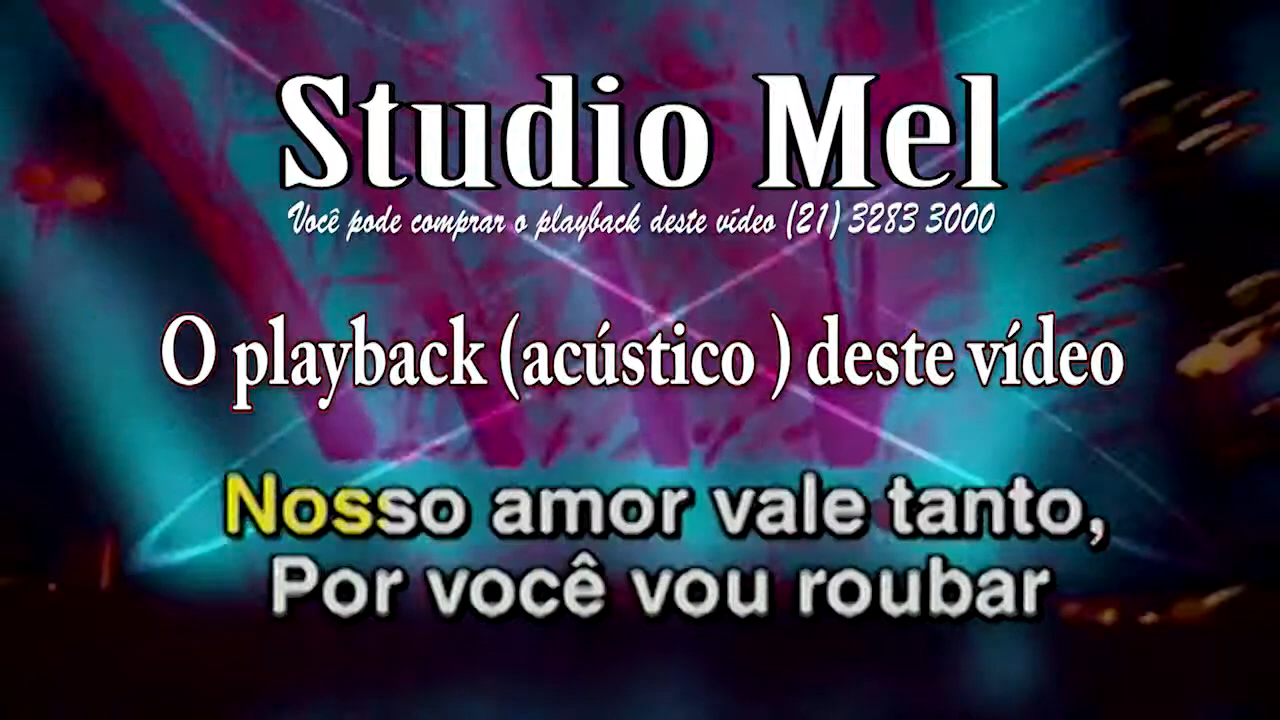 Studio Mel
Você pode comprar o playback deste vídeo (21) 3283 3000
O playback (acústico ) deste vídeo
Nosso amor vale tanto,
Por você vou roubar